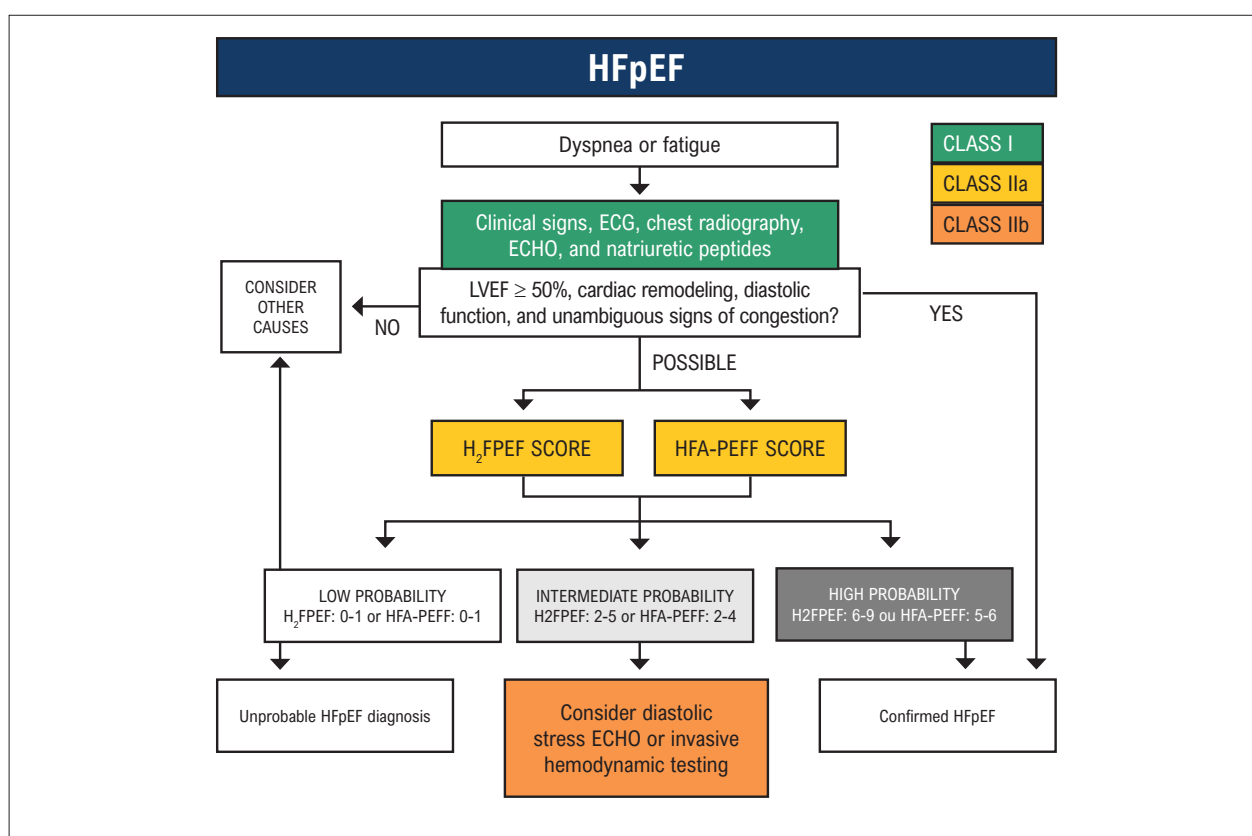 HFpEF
Dyspnea or fatigue
CLASS I
CLASS IIa
CLASS IIb
Clinical signs, ECG, chest radiography,
ECHO, and natriuretic peptides
LVEF ≥ 50%, cardiac remodeling, diastolic
function, and unambiguous signs of congestion?
CONSIDER
OTHER
CAUSES
NO
YES
POSSIBLE
H₂FPEF SCORE
HFA-PEFF SCORE
LOW PROBABILITY
H₂FPEF: 0-1 or HFA-PEFF: 0-1
INTERMEDIATE PROBABILITY
H2FPEF: 2-5 or HFA-PEFF: 2-4
HIGH PROBABILITY
H2FPEF: 6-9 ou HFA-PEFF: 5-6
Unprobable HFpEF diagnosis
Consider diastolic
stress ECHO or invasive
hemodynamic testing
Confirmed HFpEF